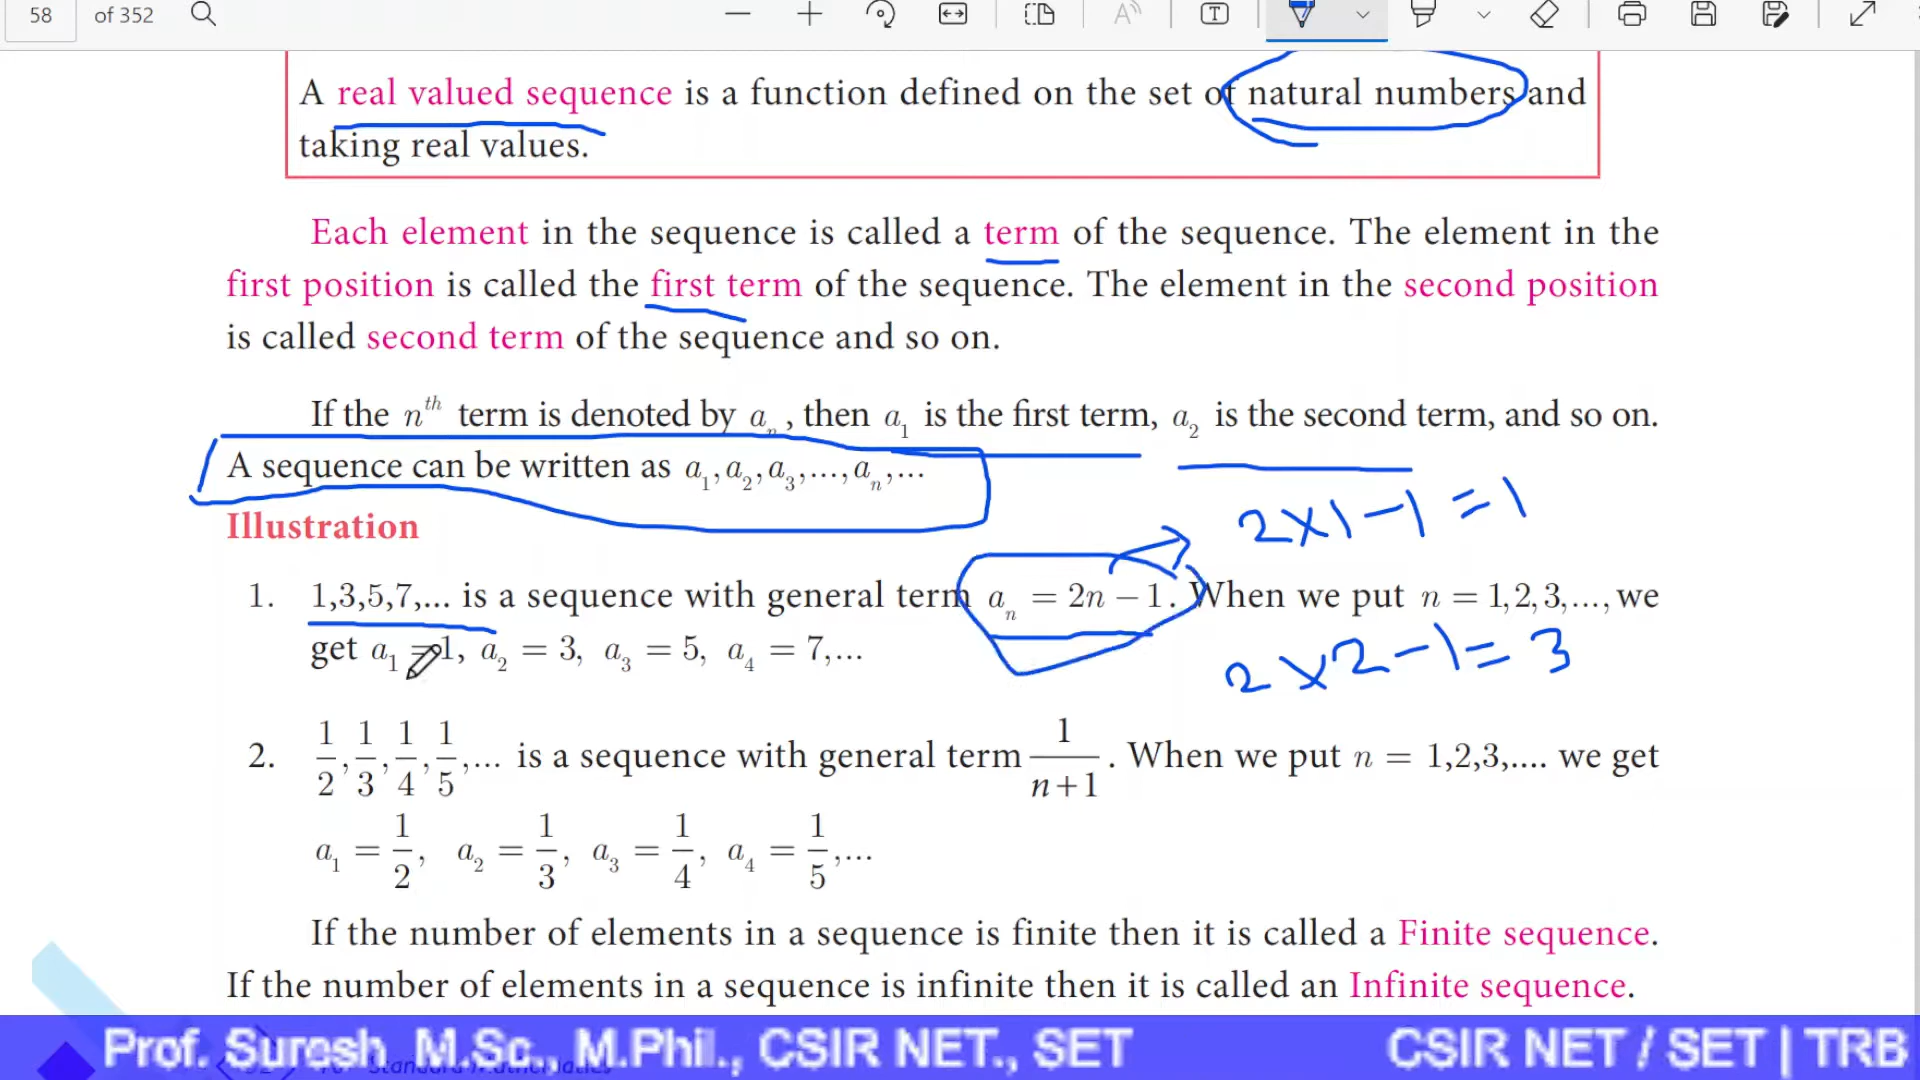 58 of 352
A real valued sequence is a function defined on the set of natural numbers and
taking real values.
Each element in the sequence is called a term of the sequence. The element in the
first position is called the first term of the sequence. The element in the second position
is called second term of the sequence and so on.
If the nᵗʰ term is denoted by aₙ, then a₁ is the first term, a₂ is the second term, and so on.
A sequence can be written as a₁,a₂,a₃,...,aₙ,...
2×1−1=1
Illustration
1. 1,3,5,7,... is a sequence with general term aₙ = 2n − 1. When we put n = 1,2,3,..., we
get a₁ = 1, a₂ = 3, a₃ = 5, a₄ = 7,...
2×2−1=3
2. 1/2, 1/3, 1/4, 1/5,... is a sequence with general term 1/(n+1). When we put n = 1,2,3,.... we get
a₁ = 1/2, a₂ = 1/3, a₃ = 1/4, a₄ = 1/5,...
If the number of elements in a sequence is finite then it is called a Finite sequence.
If the number of elements in a sequence is infinite then it is called an Infinite sequence.
Prof. Suresh M.Sc., M.Phil., CSIR NET., SET CSIR NET / SET | TRB